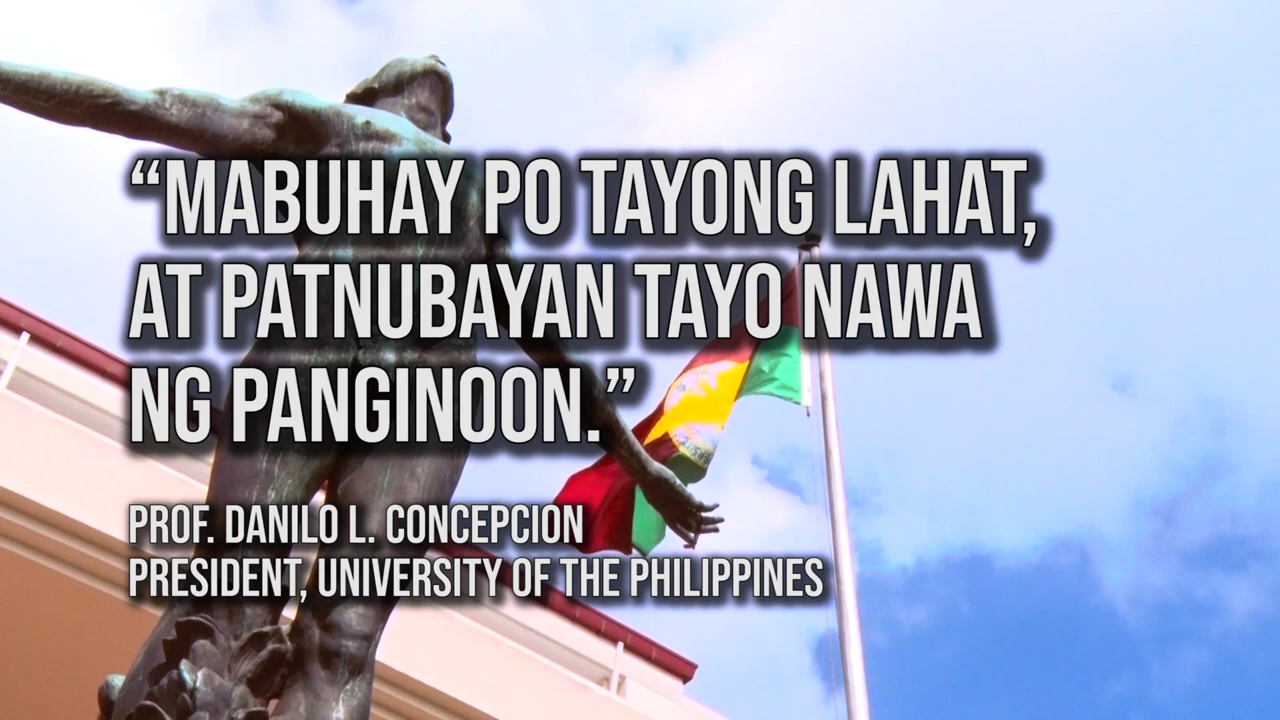 “MABUHAY PO TAYONG LAHAT,
AT PATNUBAYAN TAYO NAWA
NG PANGINOON.”
PROF. DANILO L. CONCEPCION
PRESIDENT, UNIVERSITY OF THE PHILIPPINES